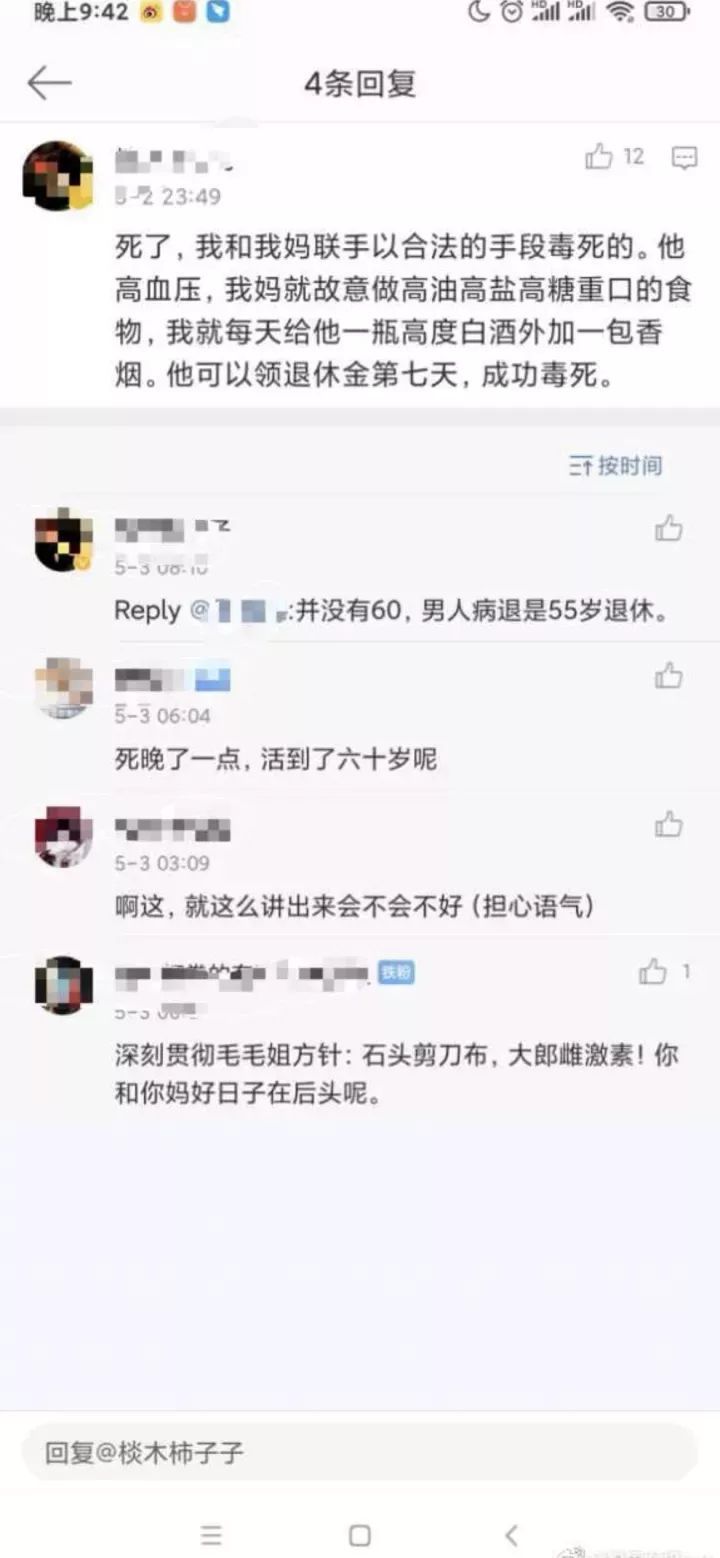 晚上9:42
HD
HD
30
4条回复
12
5-2 23:49
死了，我和我妈联手以合法的手段毒死的。他
高血压，我妈就故意做高油高盐高糖重口的食
物，我就每天给他一瓶高度白酒外加一包香
烟。他可以领退休金第七天，成功毒死。
按时间
5-3
Reply @
:并没有60，男人病退是55岁退休。
5-3 06:04
死晚了一点，活到了六十岁呢
5-3 03:09
啊这，就这么讲出来会不会不好（担心语气）
铁粉
1
5-3
深刻贯彻毛毛姐方针：石头剪刀布，大郎雌激素！你
和你妈好日子在后头呢。
回复@棪木柿子子